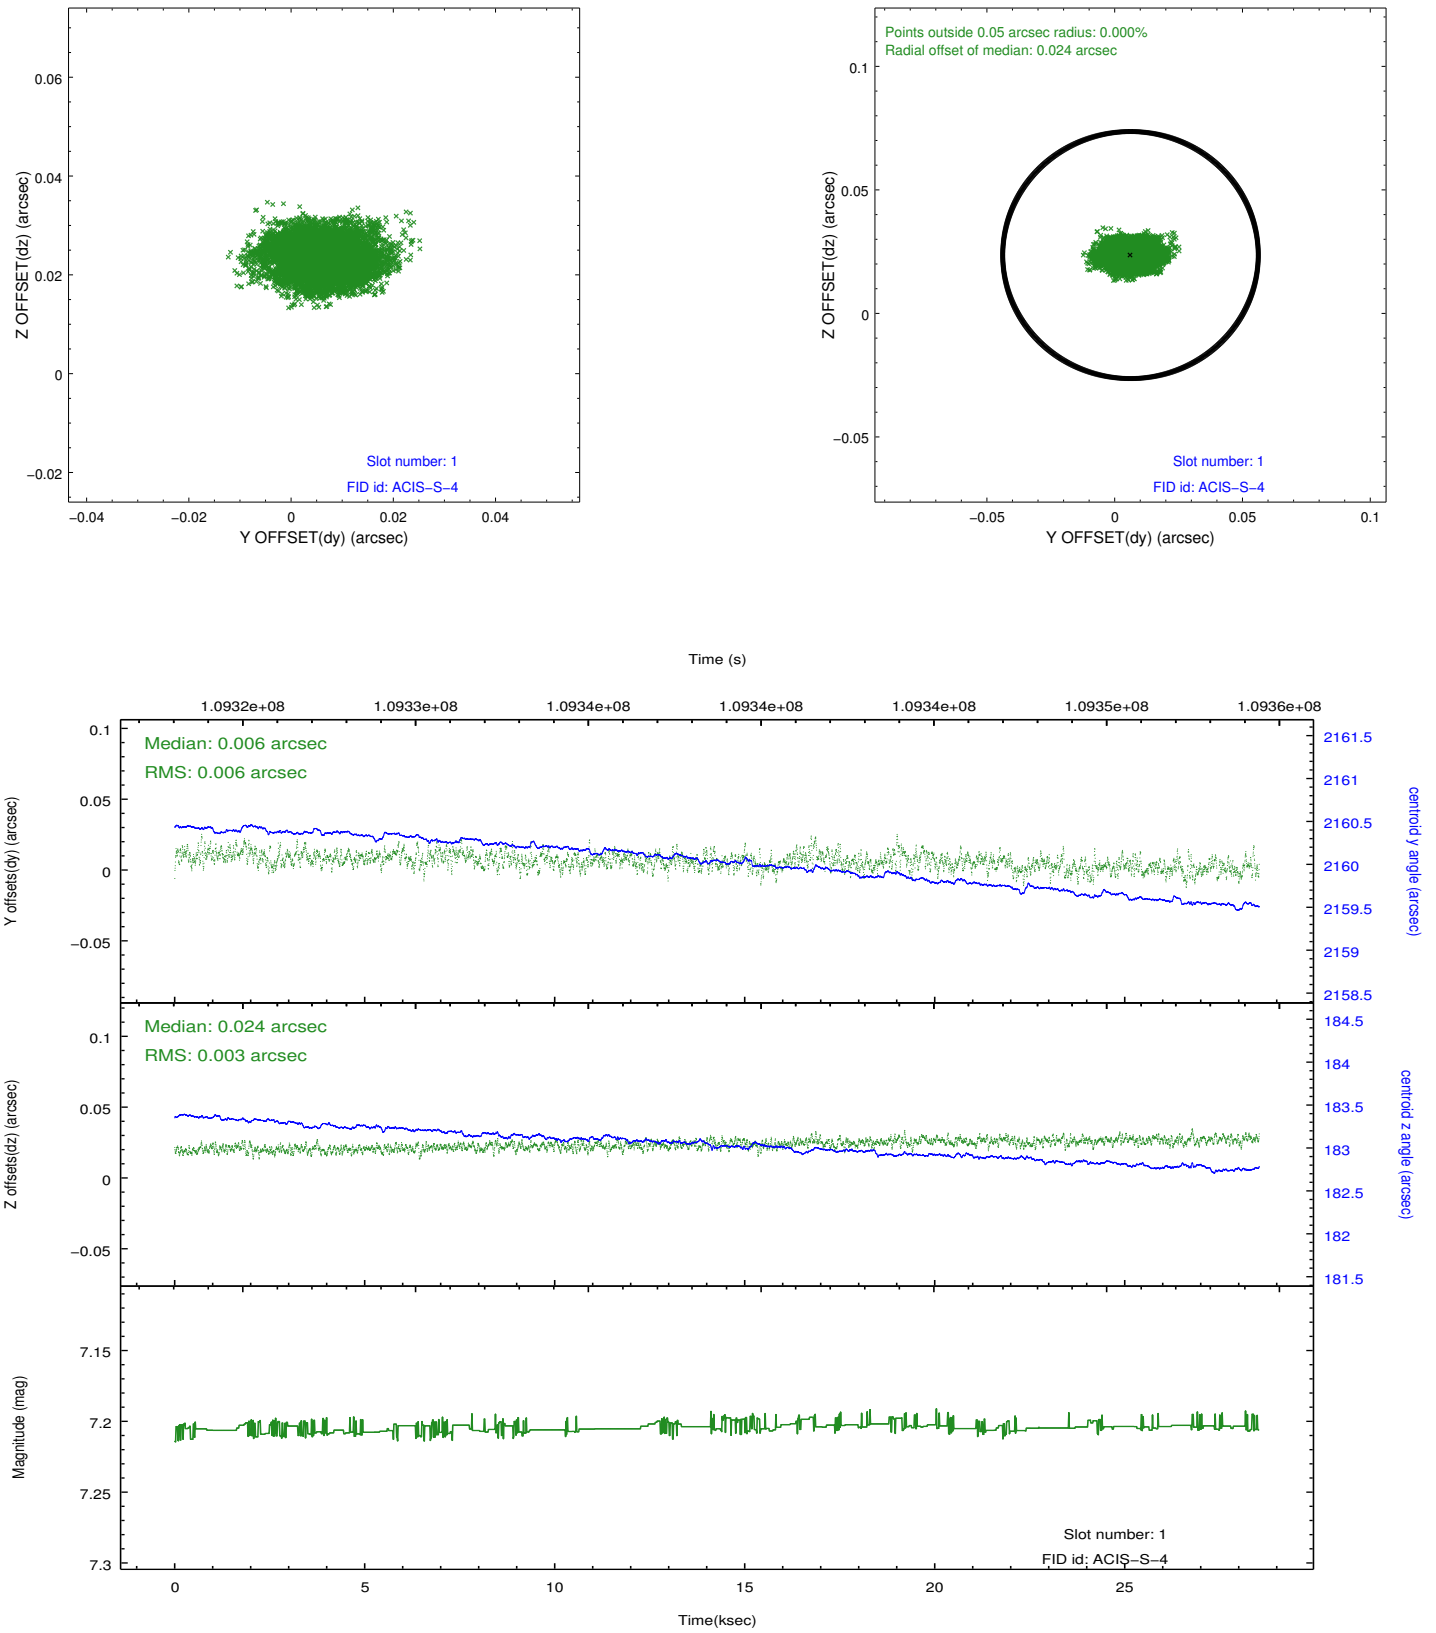 0.06
0.04
0.02
0
−0.02
Z OFFSET(dz) (arcsec)
Slot number: 1
FID id: ACIS−S−4
−0.04
−0.02
0
0.02
0.04
Y OFFSET(dy) (arcsec)
Points outside 0.05 arcsec radius: 0.000%
Radial offset of median: 0.024 arcsec
0.1
0.05
0
−0.05
Z OFFSET(dz) (arcsec)
Slot number: 1
FID id: ACIS−S−4
−0.05
0
0.05
0.1
Y OFFSET(dy) (arcsec)
Time (s)
1.0932e+08
1.0933e+08
1.0934e+08
1.0934e+08
1.0934e+08
1.0935e+08
1.0936e+08
Median: 0.006 arcsec
RMS: 0.006 arcsec
0.1
0.05
0
−0.05
Y offsets(dy) (arcsec)
2161.5
2161
2160.5
2160
2159.5
2159
2158.5
centroid y angle (arcsec)
Median: 0.024 arcsec
RMS: 0.003 arcsec
0.1
0.05
0
−0.05
Z offsets(dz) (arcsec)
184.5
184
183.5
183
182.5
182
181.5
centroid z angle (arcsec)
7.15
7.2
7.25
7.3
Magnitude (mag)
Slot number: 1
FID id: ACIS−S−4
0
5
10
15
20
25
Time(ksec)